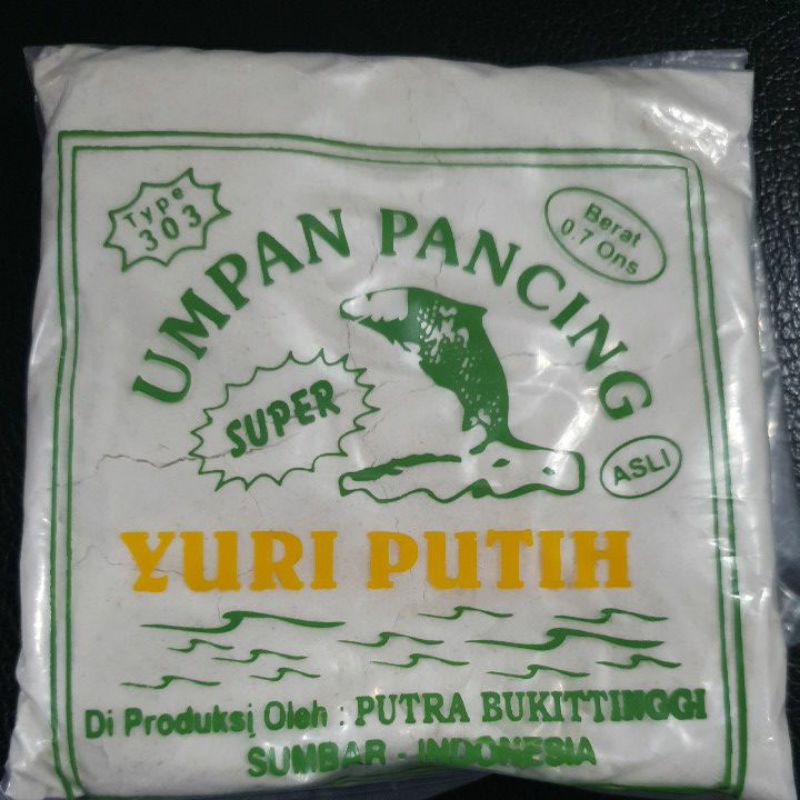 Type
303
Berat
0.7 Ons
UMPAN PANCING
SUPER
ASLI
YURI PUTIH
Di Produksi Oleh : PUTRA BUKITTINGGI
SUMBAR - INDONESIA